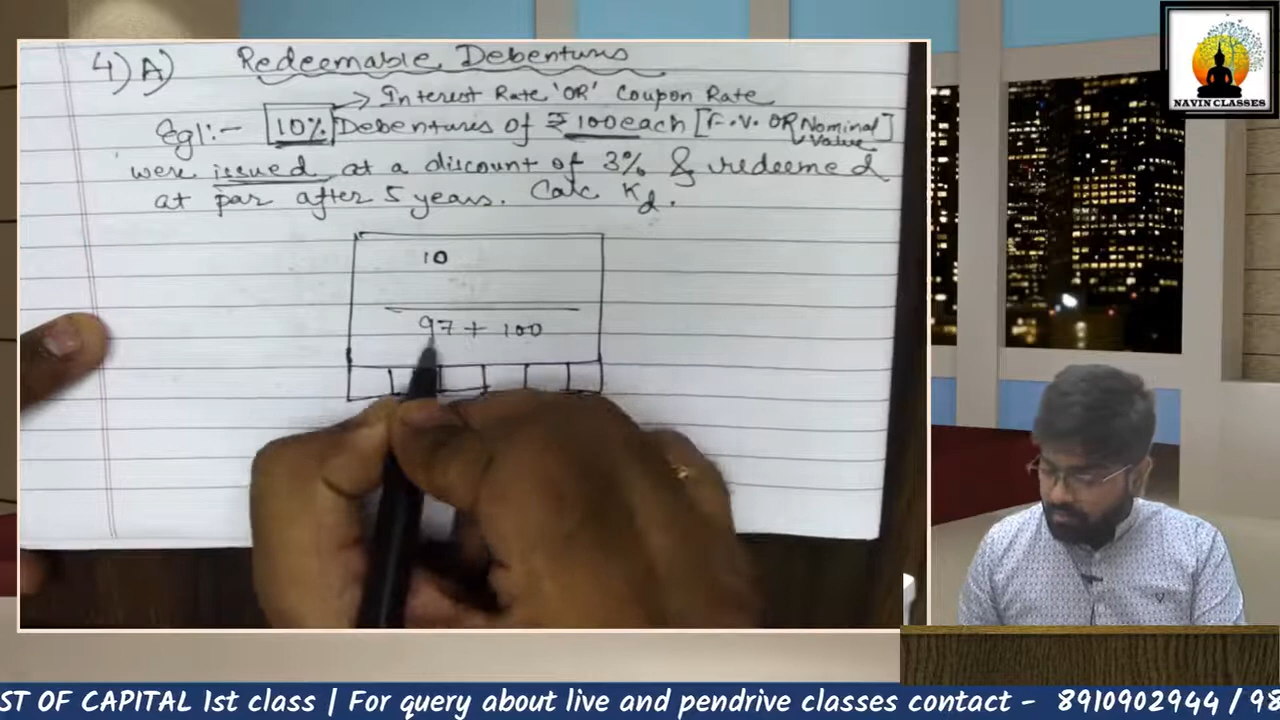 4) A) Redeemable Debentures
→ Interest Rate 'OR' Coupon Rate
Eg1:- 10% Debentures of ₹ 100 each [F.V. OR Nominal Value]
were issued at a discount of 3% & redeemed
at par after 5 years. Calc Kd.
10
97 + 100
NAVIN CLASSES
ST OF CAPITAL 1st class | For query about live and pendrive classes contact - 8910902944 / 98